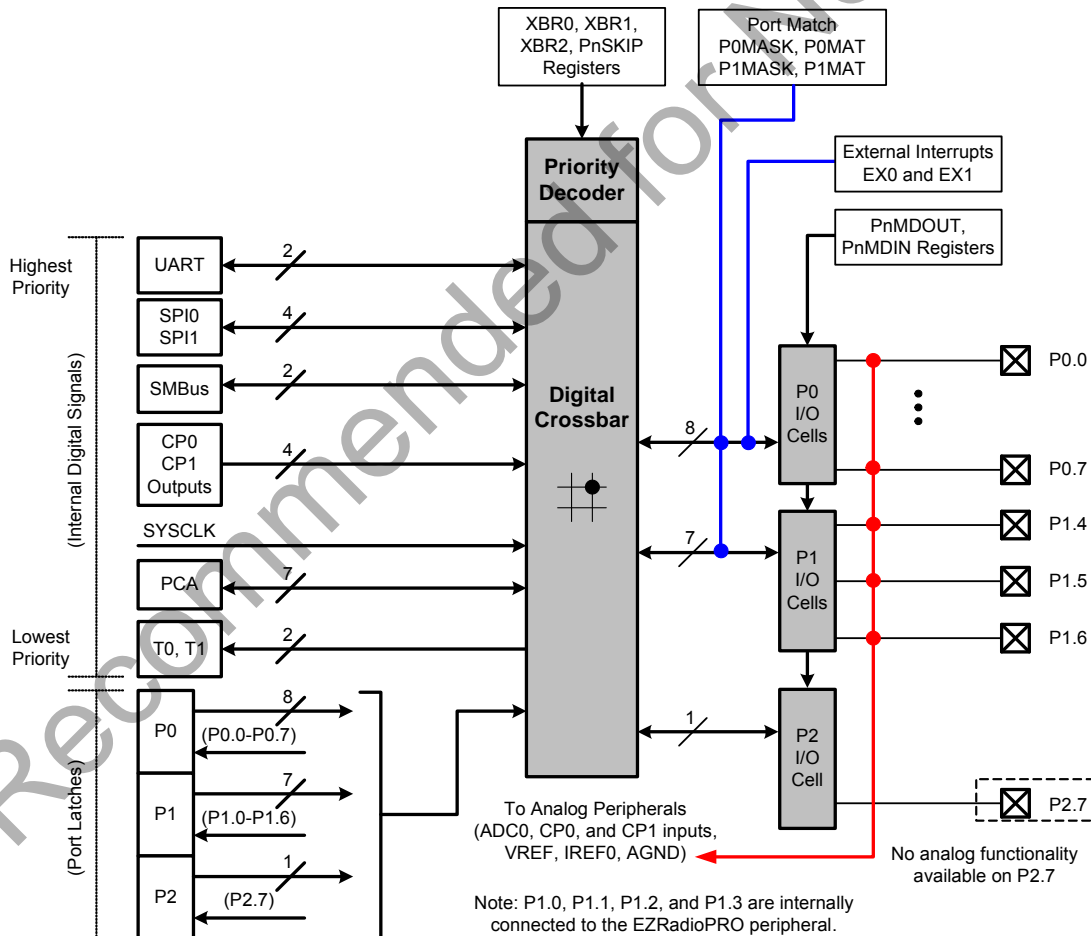 XBR0, XBR1,
XBR2, PnSKIP
Registers
Port Match
P0MASK, P0MAT
P1MASK, P1MAT
External Interrupts
EX0 and EX1
PnMDOUT,
PnMDIN Registers
Priority
Decoder
Digital
Crossbar
Highest
Priority
(Internal Digital Signals)
Lowest
Priority
(Port Latches)
UART
2
SPI0
SPI1
4
SMBus
2
CP0
CP1
Outputs
4
SYSCLK
PCA
7
T0, T1
2
P0
8
(P0.0-P0.7)
P1
7
(P1.0-P1.6)
P2
1
(P2.7)
8
7
1
P0
I/O
Cells
P1
I/O
Cells
P2
I/O
Cell
P0.0
P0.7
P1.4
P1.5
P1.6
P2.7
To Analog Peripherals
(ADC0, CP0, and CP1 inputs,
VREF, IREF0, AGND)
No analog functionality
available on P2.7
Note: P1.0, P1.1, P1.2, and P1.3 are internally
connected to the EZRadioPRO peripheral.
Recommended for